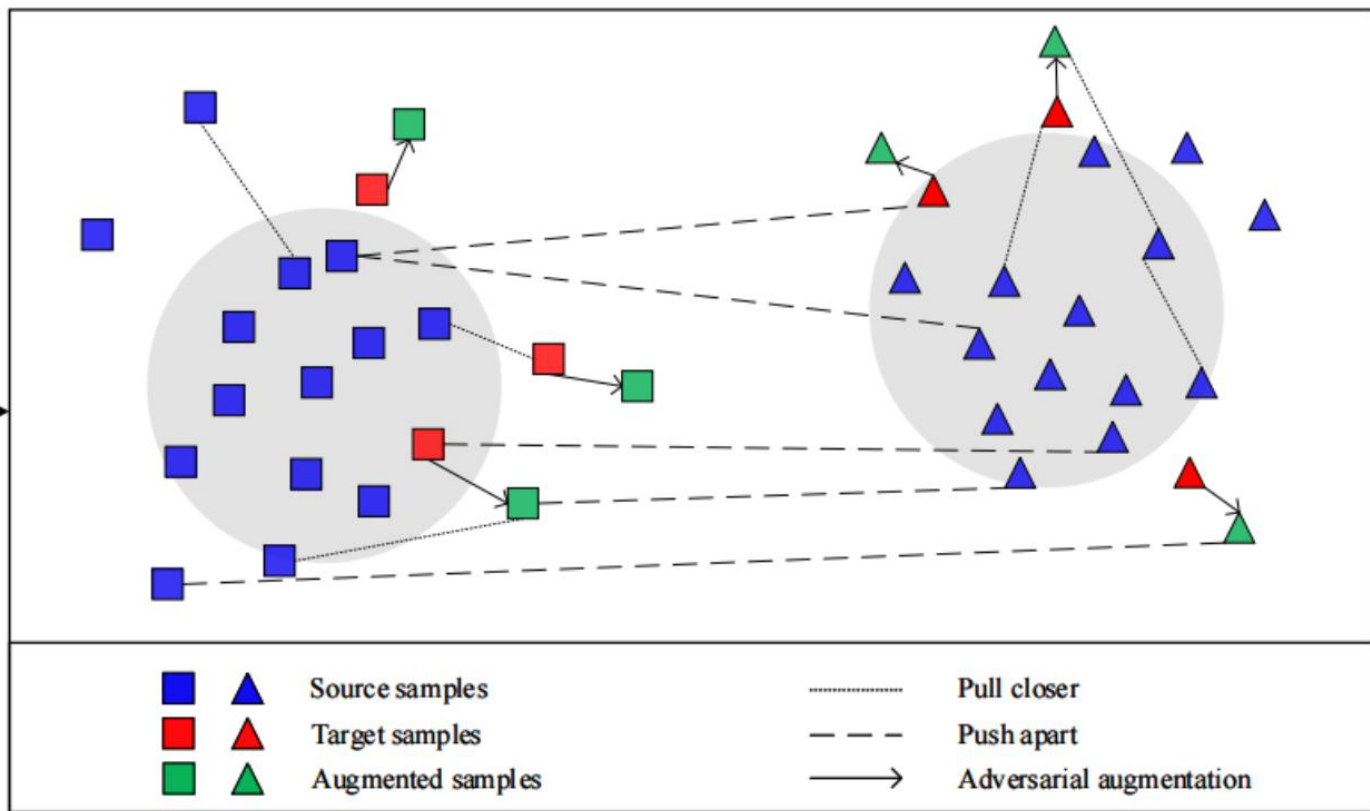 Source samples
Pull closer
Target samples
Push apart
Augmented samples
Adversarial augmentation